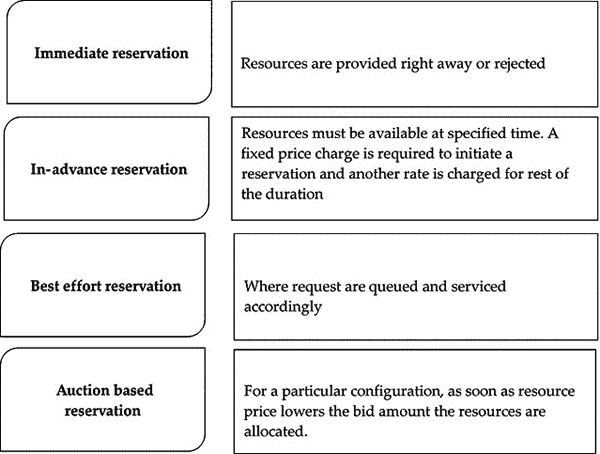 Immediate reservation
Resources are provided right away or rejected
In-advance reservation
Resources must be available at specified time. A
fixed price charge is required to initiate a
reservation and another rate is charged for rest of
the duration
Best effort reservation
Where request are queued and serviced
accordingly
Auction based
reservation
For a particular configuration, as soon as resource
price lowers the bid amount the resources are
allocated.